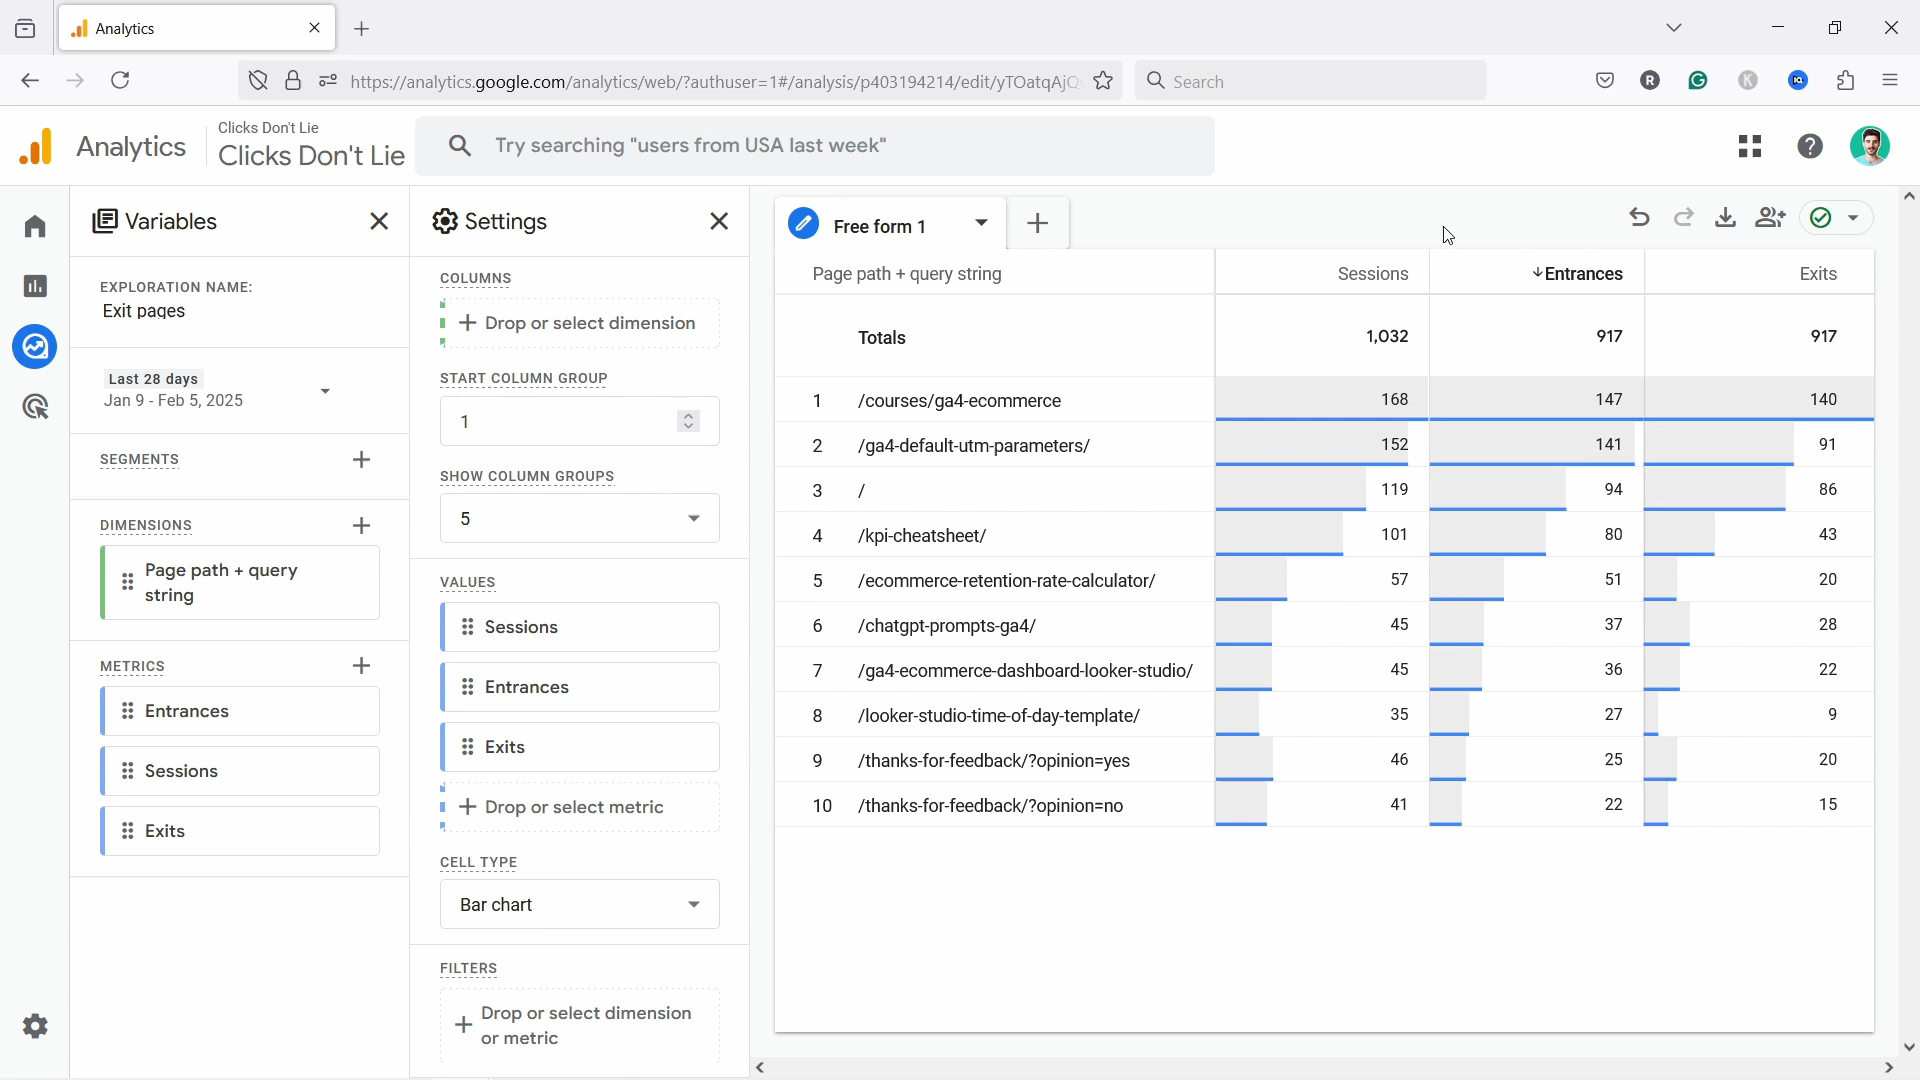 Analytics
https://analytics.google.com/analytics/web/?authuser=1#/analysis/p403194214/edit/yTOatqAjQ
Search
R
K
Analytics
Clicks Don't Lie
Clicks Don't Lie
Try searching "users from USA last week"
Variables
EXPLORATION NAME:
Exit pages
Last 28 days
Jan 9 - Feb 5, 2025
SEGMENTS
DIMENSIONS
Page path + query
string
METRICS
Entrances
Sessions
Exits
Settings
COLUMNS
Drop or select dimension
START COLUMN GROUP
1
SHOW COLUMN GROUPS
5
VALUES
Sessions
Entrances
Exits
Drop or select metric
CELL TYPE
Bar chart
FILTERS
Drop or select dimension
or metric
Free form 1
Page path + query string Sessions ↓Entrances Exits
Totals 1,032 917 917
1 /courses/ga4-ecommerce 168 147 140
2 /ga4-default-utm-parameters/ 152 141 91
3 / 119 94 86
4 /kpi-cheatsheet/ 101 80 43
5 /ecommerce-retention-rate-calculator/ 57 51 20
6 /chatgpt-prompts-ga4/ 45 37 28
7 /ga4-ecommerce-dashboard-looker-studio/ 45 36 22
8 /looker-studio-time-of-day-template/ 35 27 9
9 /thanks-for-feedback/?opinion=yes 46 25 20
10 /thanks-for-feedback/?opinion=no 41 22 15